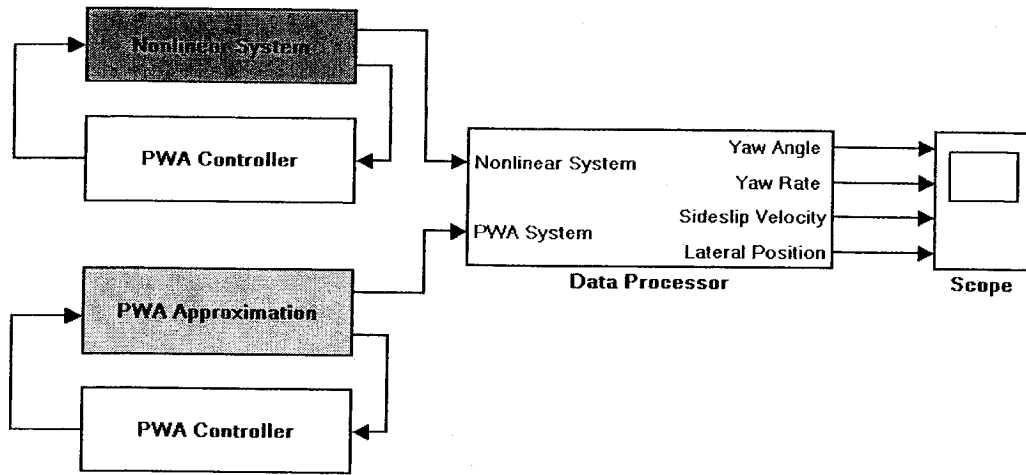 Nonlinear System
PWA Controller
Nonlinear System
PWA System
Yaw Angle
Yaw Rate
Sideslip Velocity
Lateral Position
Data Processor
Scope
PWA Approximation
PWA Controller